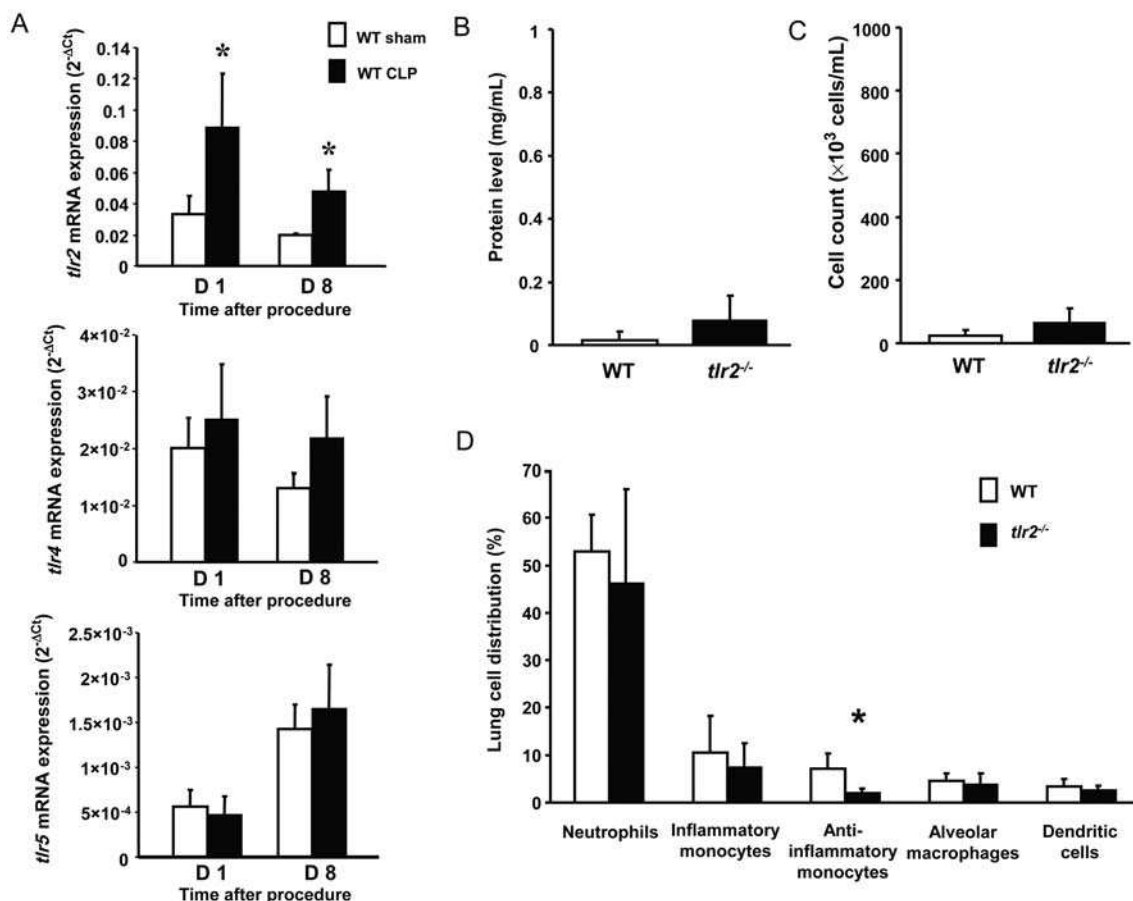 A
WT sham
WT CLP
tlr2 mRNA expression (2-ΔCt)
0.14
0.12
0.1
0.08
0.06
0.04
0.02
0
*
*
D 1
D 8
Time after procedure
tlr4 mRNA expression (2-ΔCt)
4×10-2
3×10-2
2×10-2
1×10-2
0
D 1
D 8
Time after procedure
tlr5 mRNA expression (2-ΔCt)
2.5×10-3
2×10-3
1.5×10-3
1×10-3
5×10-4
0
D 1
D 8
Time after procedure
B
Protein level (mg/mL)
1
0.8
0.6
0.4
0.2
0
WT
tlr2-/-
C
Cell count (×103 cells/mL)
1000
800
600
400
200
0
WT
tlr2-/-
D
Lung cell distribution (%)
70
60
50
40
30
20
10
0
WT
tlr2-/-
*
Neutrophils
Inflammatory
monocytes
Anti-
inflammatory
monocytes
Alveolar
macrophages
Dendritic
cells